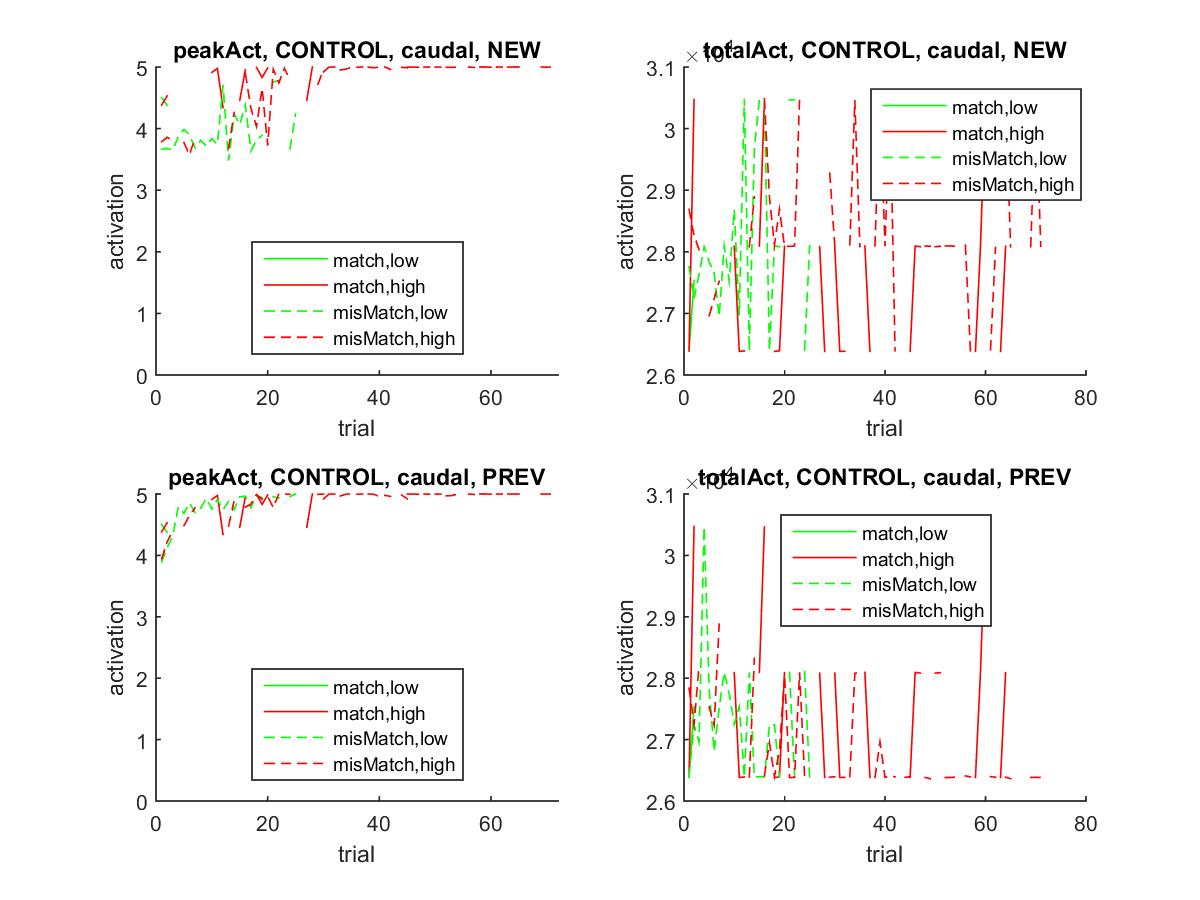 peakAct, CONTROL, caudal, NEW
5
4
3
2
1
0
activation
match,low
match,high
misMatch,low
misMatch,high
0 20 40 60
trial
totalAct, CONTROL, caudal, NEW
3.1
3
2.9
2.8
2.7
2.6
activation
match,low
match,high
misMatch,low
misMatch,high
0 20 40 60 80
trial
peakAct, CONTROL, caudal, PREV
5
4
3
2
1
0
activation
match,low
match,high
misMatch,low
misMatch,high
0 20 40 60
trial
totalAct, CONTROL, caudal, PREV
3.1
3
2.9
2.8
2.7
2.6
activation
match,low
match,high
misMatch,low
misMatch,high
0 20 40 60 80
trial